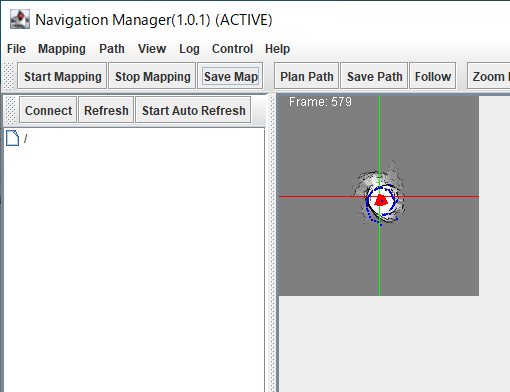 Navigation Manager(1.0.1) (ACTIVE)
File Mapping Path View Log Control Help
Start Mapping Stop Mapping Save Map Plan Path Save Path Follow Zoom
Connect Refresh Start Auto Refresh
Frame: 579
/